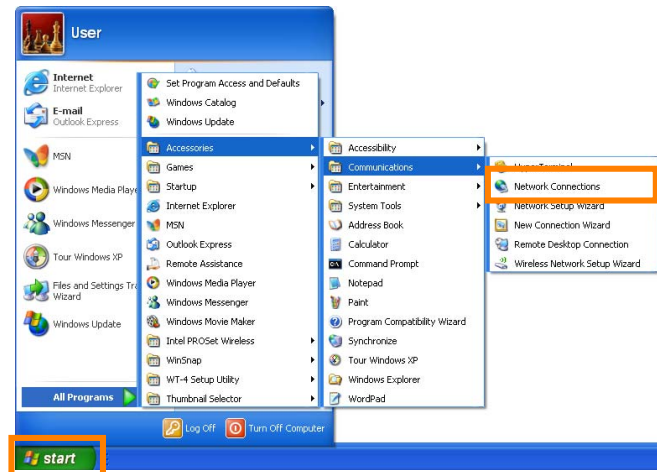 User
Internet
Internet Explorer
E-mail
Outlook Express
MSN
Windows Media Playe
Windows Messenger
Tour Windows XP
Files and Settings Tra
Wizard
Windows Update
All Programs
Log Off
Turn Off Computer
start
Set Program Access and Defaults
Windows Catalog
Windows Update
Accessories
Games
Startup
Internet Explorer
MSN
Outlook Express
Remote Assistance
Windows Media Player
Windows Messenger
Windows Movie Maker
Intel PROSet Wireless
WinSnap
WT-4 Setup Utility
Thumbnail Selector
Accessibility
Communications
Entertainment
System Tools
Address Book
Calculator
Command Prompt
Notepad
Paint
Program Compatibility Wizard
Synchronize
Tour Windows XP
Windows Explorer
WordPad
HyperTerminal
Network Connections
Network Setup Wizard
New Connection Wizard
Remote Desktop Connection
Wireless Network Setup Wizard